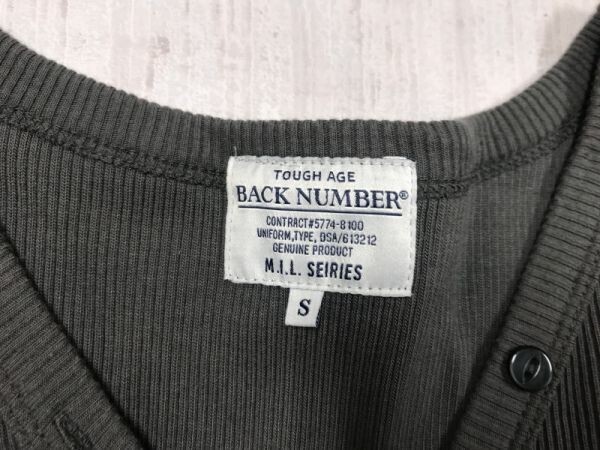 TOUGH AGE
BACK NUMBER®
CONTRACT#5774-8100
UNIFORM,TYPE, DSA/613212
GENUINE PRODUCT
M.I.L. SEIRIES
S